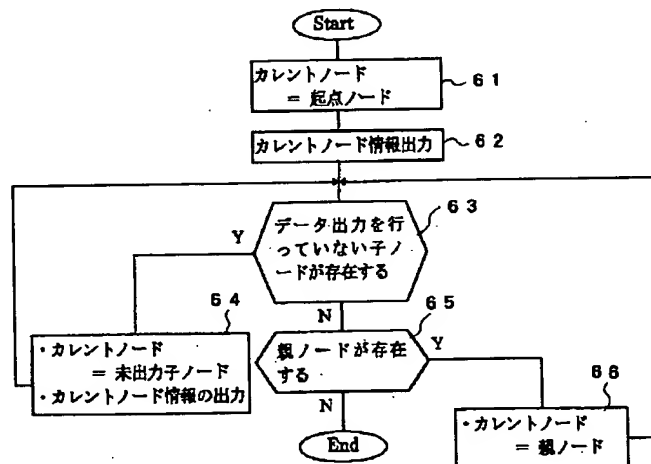 Start
カレントノード
= 起点ノード
61
カレントノード情報出力
62
データ出力を行
っていない子ノ
ードが存在する
63
Y
N
64
・カレントノード
= 未出力子ノード
・カレントノード情報の出力
65
親ノードが存在
する
Y
N
66
・カレントノード
= 親ノード
End